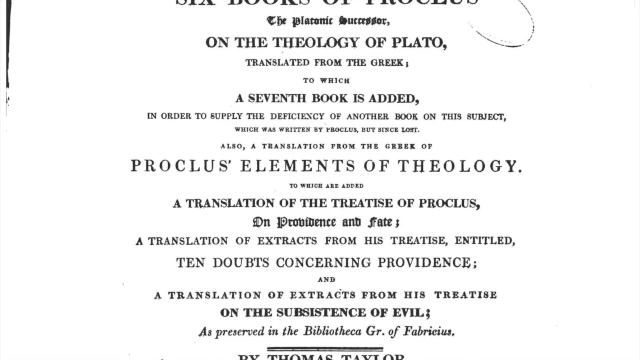 SIX BOOKS OF PROCLUS
The Platonic Successor,
ON THE THEOLOGY OF PLATO,
TRANSLATED FROM THE GREEK;
TO WHICH
A SEVENTH BOOK IS ADDED,
IN ORDER TO SUPPLY THE DEFICIENCY OF ANOTHER BOOK ON THIS SUBJECT,
WHICH WAS WRITTEN BY PROCLUS, BUT SINCE LOST.
ALSO, A TRANSLATION FROM THE GREEK OF
PROCLUS' ELEMENTS OF THEOLOGY.
TO WHICH ARE ADDED
A TRANSLATION OF THE TREATISE OF PROCLUS,
On Providence and Fate;
A TRANSLATION OF EXTRACTS FROM HIS TREATISE, ENTITLED,
TEN DOUBTS CONCERNING PROVIDENCE;
AND
A TRANSLATION OF EXTRACTS FROM HIS TREATISE
ON THE SUBSISTENCE OF EVIL;
As preserved in the Bibliotheca Gr. of Fabricius.
BY THOMAS TAYLOR